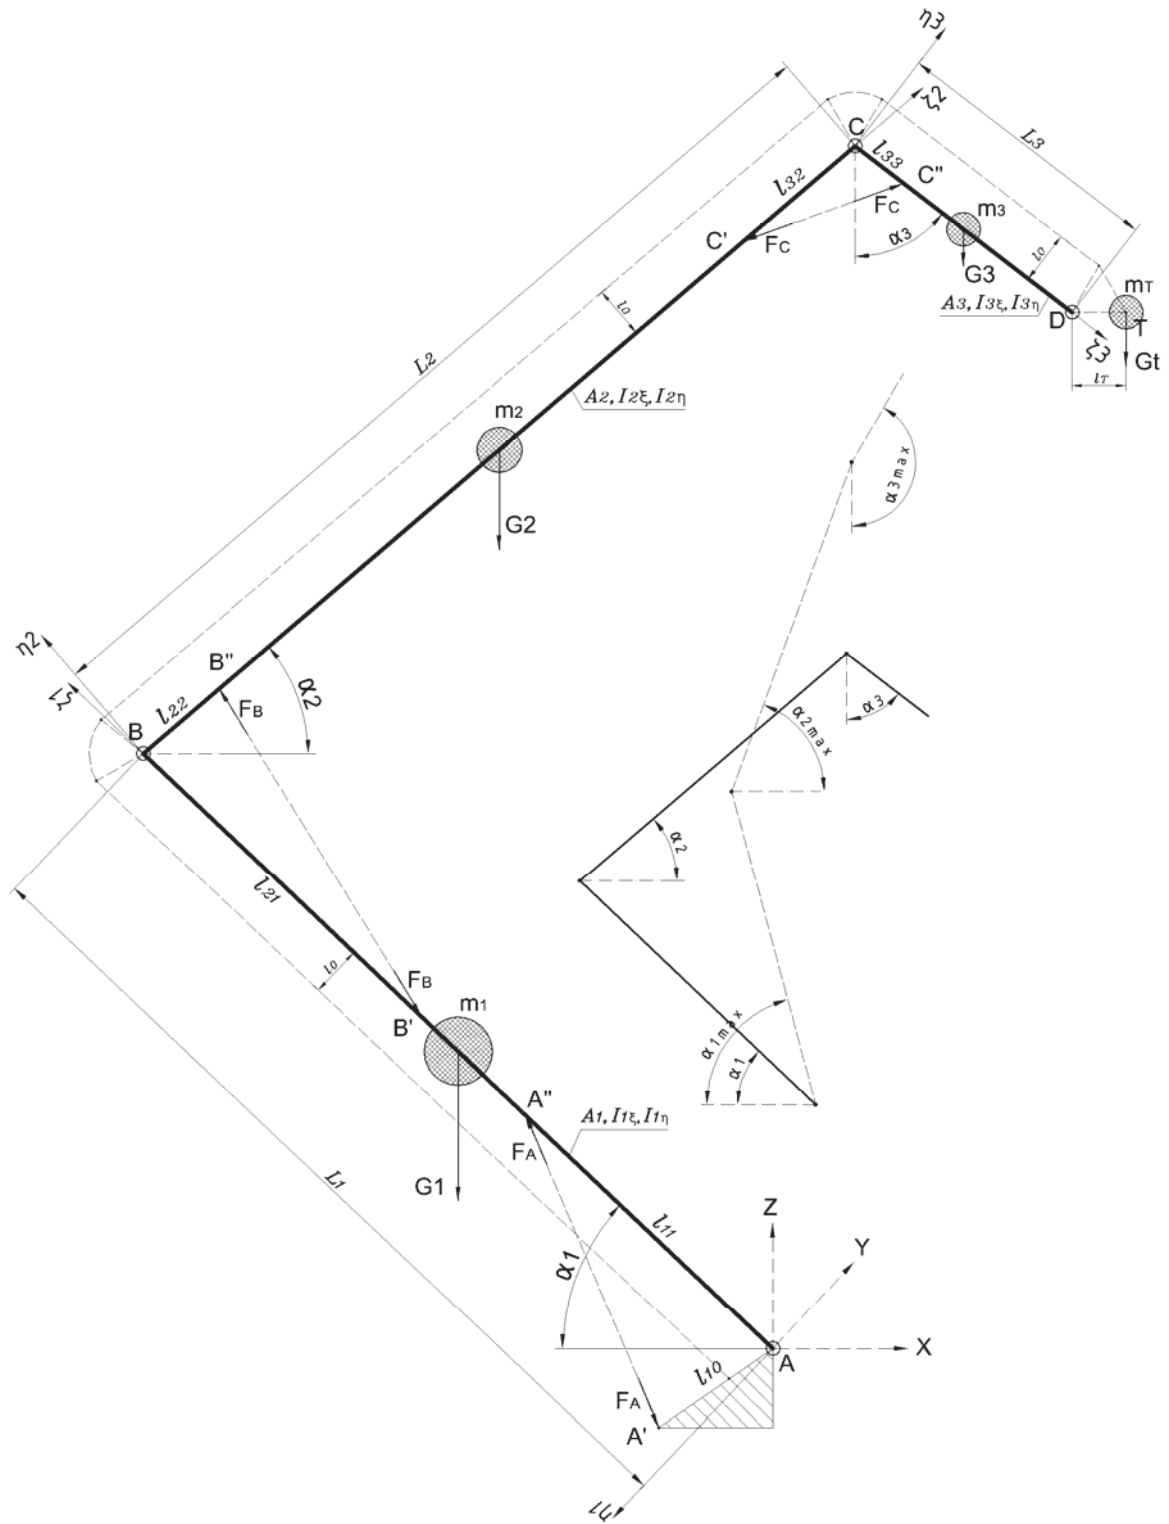 η3
ζ2
C
l33
L3
l32
C"
Fc
m3
C'
Fc
α3
G3
l0
mT
A3, I3ξ, I3η
D
T
ζ3
Gt
lT
L2
l0
A2, I2ξ, I2η
m2
G2
α3max
η2
ζ1
B"
l22
FB
α2
B
α2max
α3
α2
l21
l0
FB
m1
B'
α1max
α1
A"
A1, I1ξ, I1η
FA
G1
L1
l11
Z
Y
α1
X
A
l10
FA
A'
η1